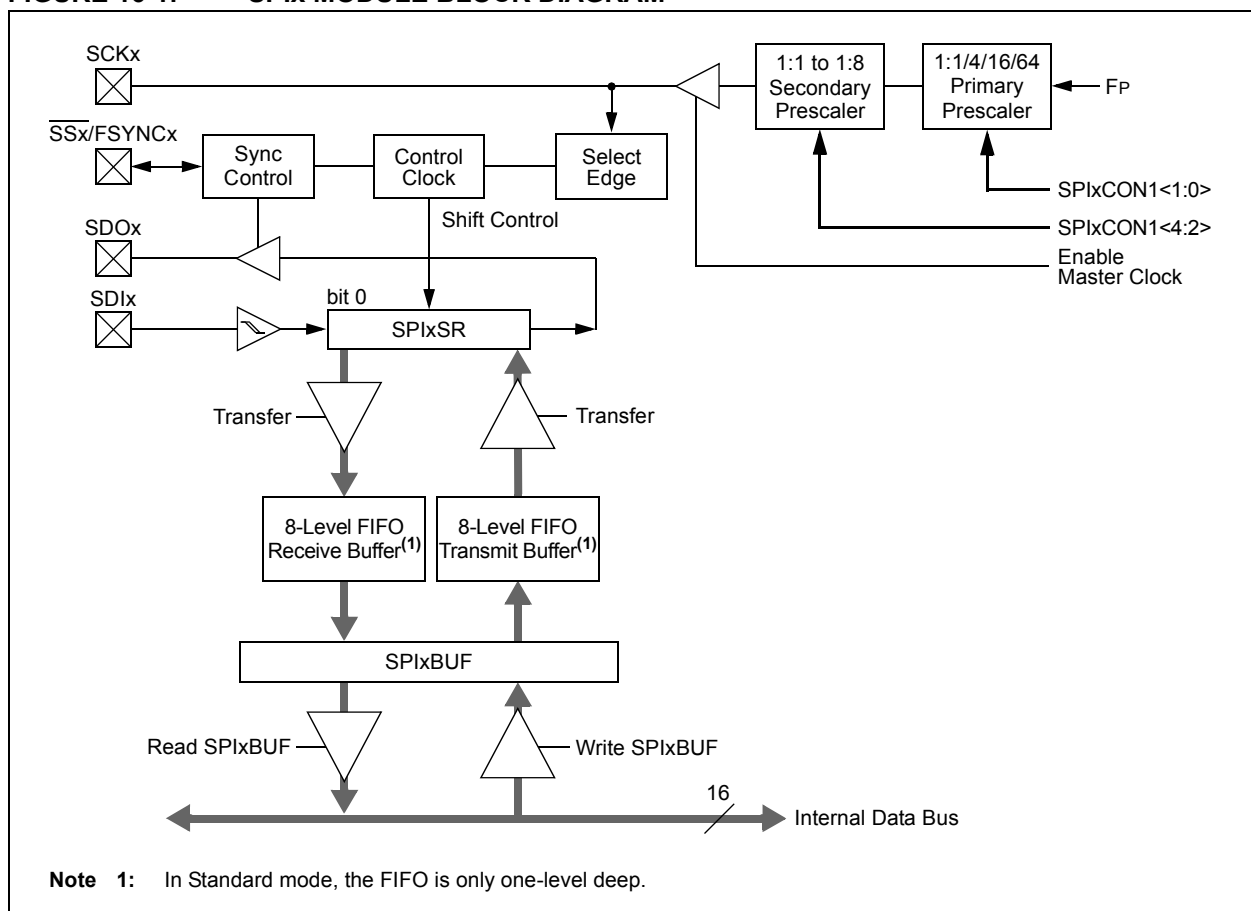 SCKx
1:1 to 1:8
Secondary
Prescaler
1:1/4/16/64
Primary
Prescaler
FP
SSx/FSYNCx
Sync
Control
Control
Clock
Select
Edge
SPIxCON1<1:0>
Shift Control
SPIxCON1<4:2>
SDOx
Enable
Master Clock
SDIx
bit 0
SPIxSR
Transfer
Transfer
8-Level FIFO
Receive Buffer(1)
8-Level FIFO
Transmit Buffer(1)
SPIxBUF
Read SPIxBUF
Write SPIxBUF
16
Internal Data Bus
Note 1: In Standard mode, the FIFO is only one-level deep.